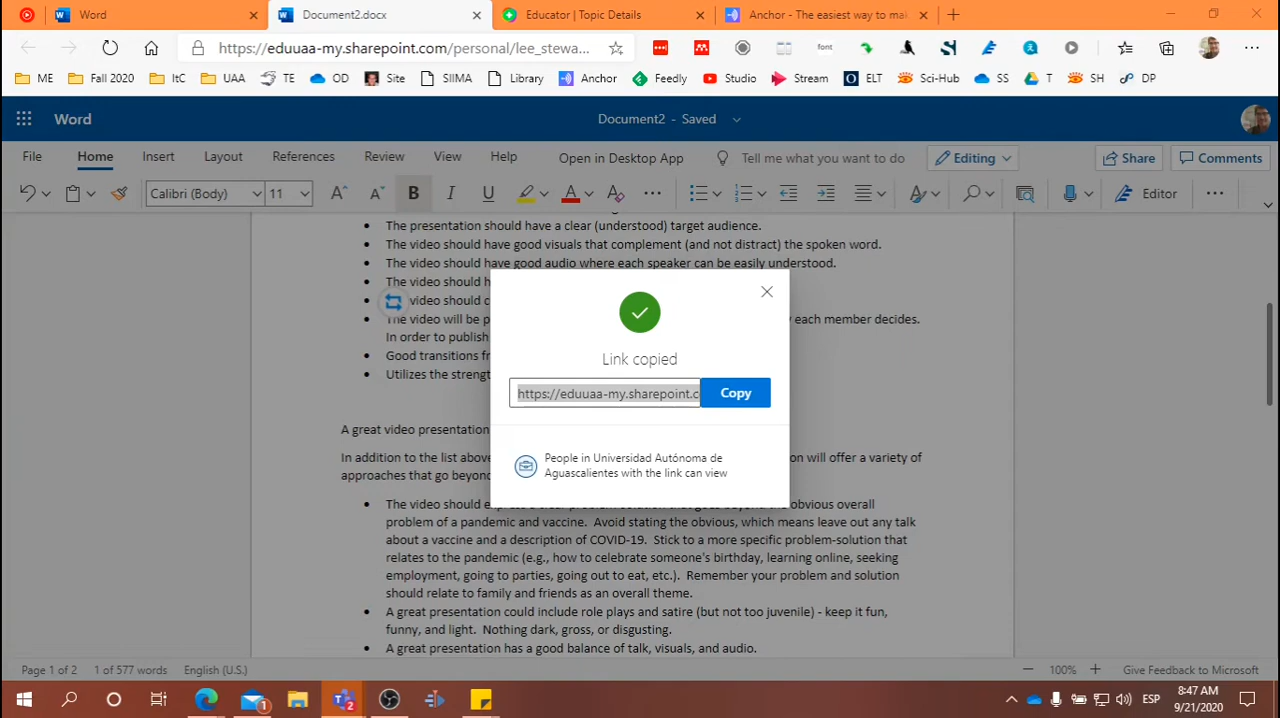 Word
Document2.docx
Educator | Topic Details
Anchor - The easiest way to mak
https://eduuaa-my.sharepoint.com/personal/lee_stewa...
font
ME
Fall 2020
ItC
UAA
TE
OD
Site
SIIMA
Library
Anchor
Feedly
Studio
Stream
ELT
Sci-Hub
SS
T
SH
DP
Word
Document2 - Saved
File
Home
Insert
Layout
References
Review
View
Help
Open in Desktop App
Tell me what you want to do
Editing
Share
Comments
Calibri (Body)
11
B
I
U
Editor
The presentation should have a clear (understood) target audience.
The video should have good visuals that complement (and not distract) the spoken word.
The video should have good audio where each speaker can be easily understood.
The video should h
video should c
The video will be p
y each member decides.
In order to publish
Good transitions fr
Utilizes the strengt
Link copied
https://eduuaa-my.sharepoint.c
Copy
People in Universidad Autónoma de
Aguascalientes with the link can view
A great video presentation
In addition to the list above
on will offer a variety of
approaches that go beyond
The video should
obvious overall
problem of a pandemic and vaccine. Avoid stating the obvious, which means leave out any talk
about a vaccine and a description of COVID-19. Stick to a more specific problem-solution that
relates to the pandemic (e.g., how to celebrate someone's birthday, learning online, seeking
employment, going to parties, going out to eat, etc.). Remember your problem and solution
should relate to family and friends as an overall theme.
A great presentation could include role plays and satire (but not too juvenile) - keep it fun,
funny, and light. Nothing dark, gross, or disgusting.
A great presentation has a good balance of talk, visuals, and audio.
Page 1 of 2
1 of 577 words
English (U.S.)
100%
Give Feedback to Microsoft
ESP
8:47 AM
9/21/2020